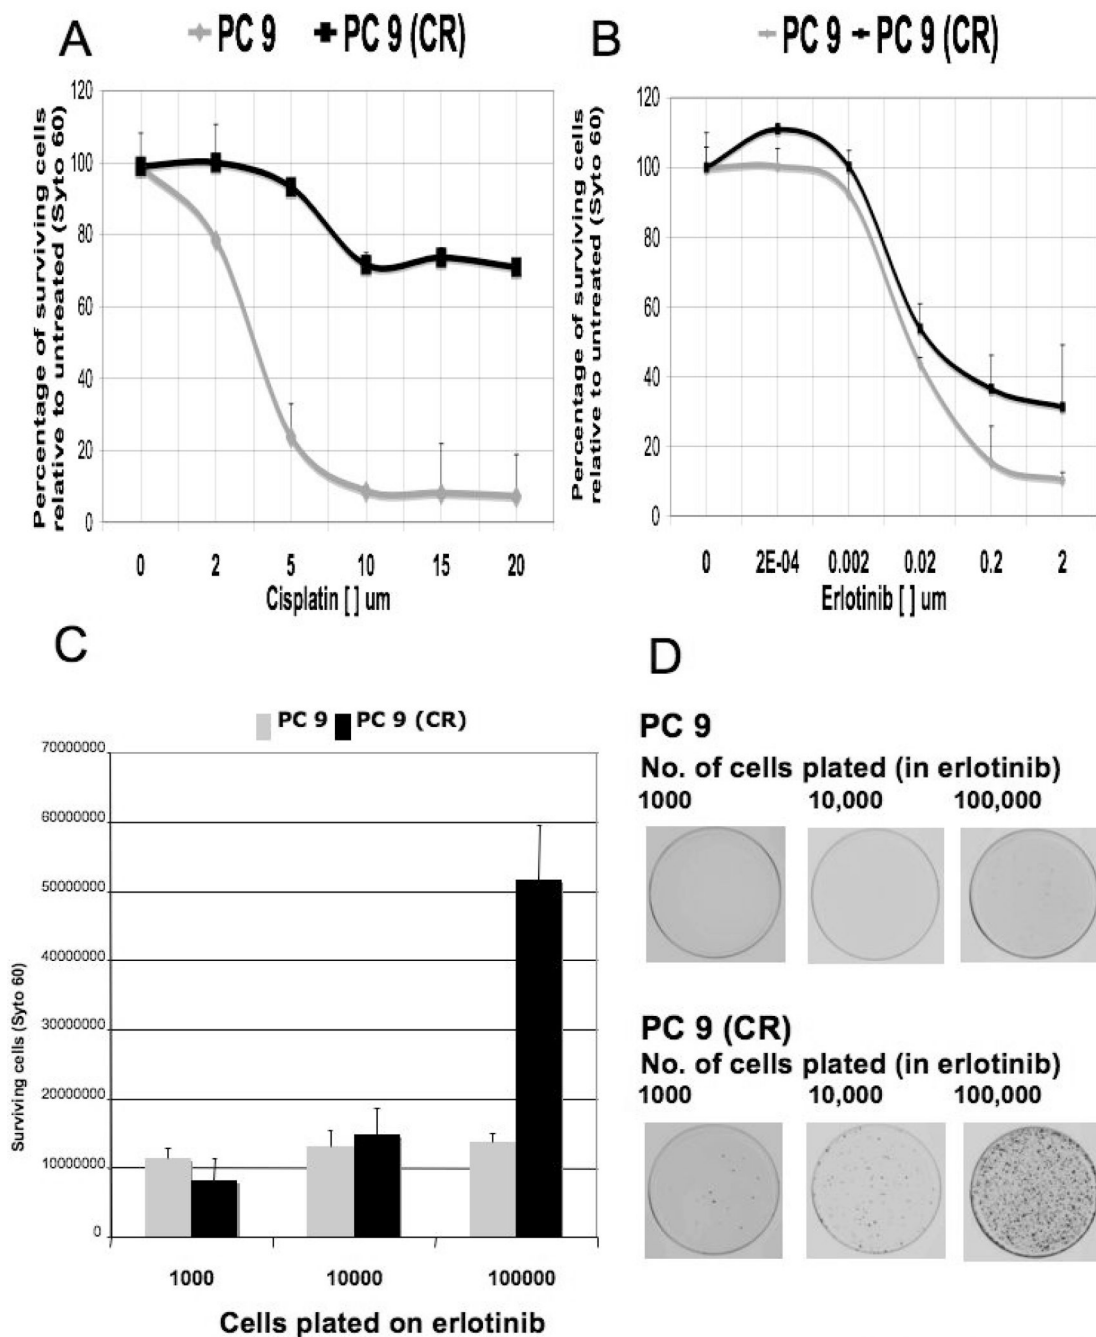 A
PC 9
PC 9 (CR)
Percentage of surviving cells
relative to untreated (Syto 60)
120
100
80
60
40
20
0
0 2 5 10 15 20
Cisplatin [ ] um
B
PC 9
PC 9 (CR)
Percentage of surviving cells
relative to untreated (Syto 60)
120
100
80
60
40
20
0
0 2E-04 0.002 0.02 0.2 2
Erlotinib [ ] um
C
PC 9
PC 9 (CR)
Surviving cells (Syto 60)
70000000
60000000
50000000
40000000
30000000
20000000
10000000
0
1000 10000 100000
Cells plated on erlotinib
D
PC 9
No. of cells plated (in erlotinib)
1000 10,000 100,000
PC 9 (CR)
No. of cells plated (in erlotinib)
1000 10,000 100,000